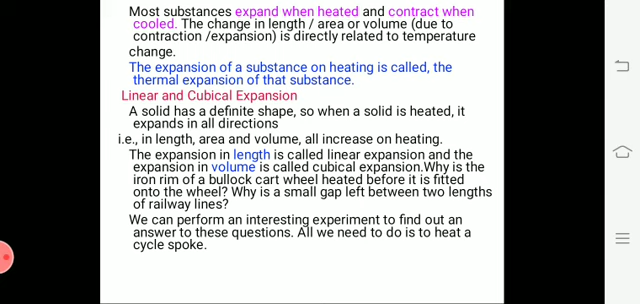 Most substances expand when heated and contract when
cooled. The change in length / area or volume (due to
contraction /expansion) is directly related to temperature
change.
The expansion of a substance on heating is called, the
thermal expansion of that substance.
Linear and Cubical Expansion
A solid has a definite shape, so when a solid is heated, it
expands in all directions
i.e., in length, area and volume, all increase on heating.
The expansion in length is called linear expansion and the
expansion in volume is called cubical expansion.Why is the
iron rim of a bullock cart wheel heated before it is fitted
onto the wheel? Why is a small gap left between two lengths
of railway lines?
We can perform an interesting experiment to find out an
answer to these questions. All we need to do is to heat a
cycle spoke.